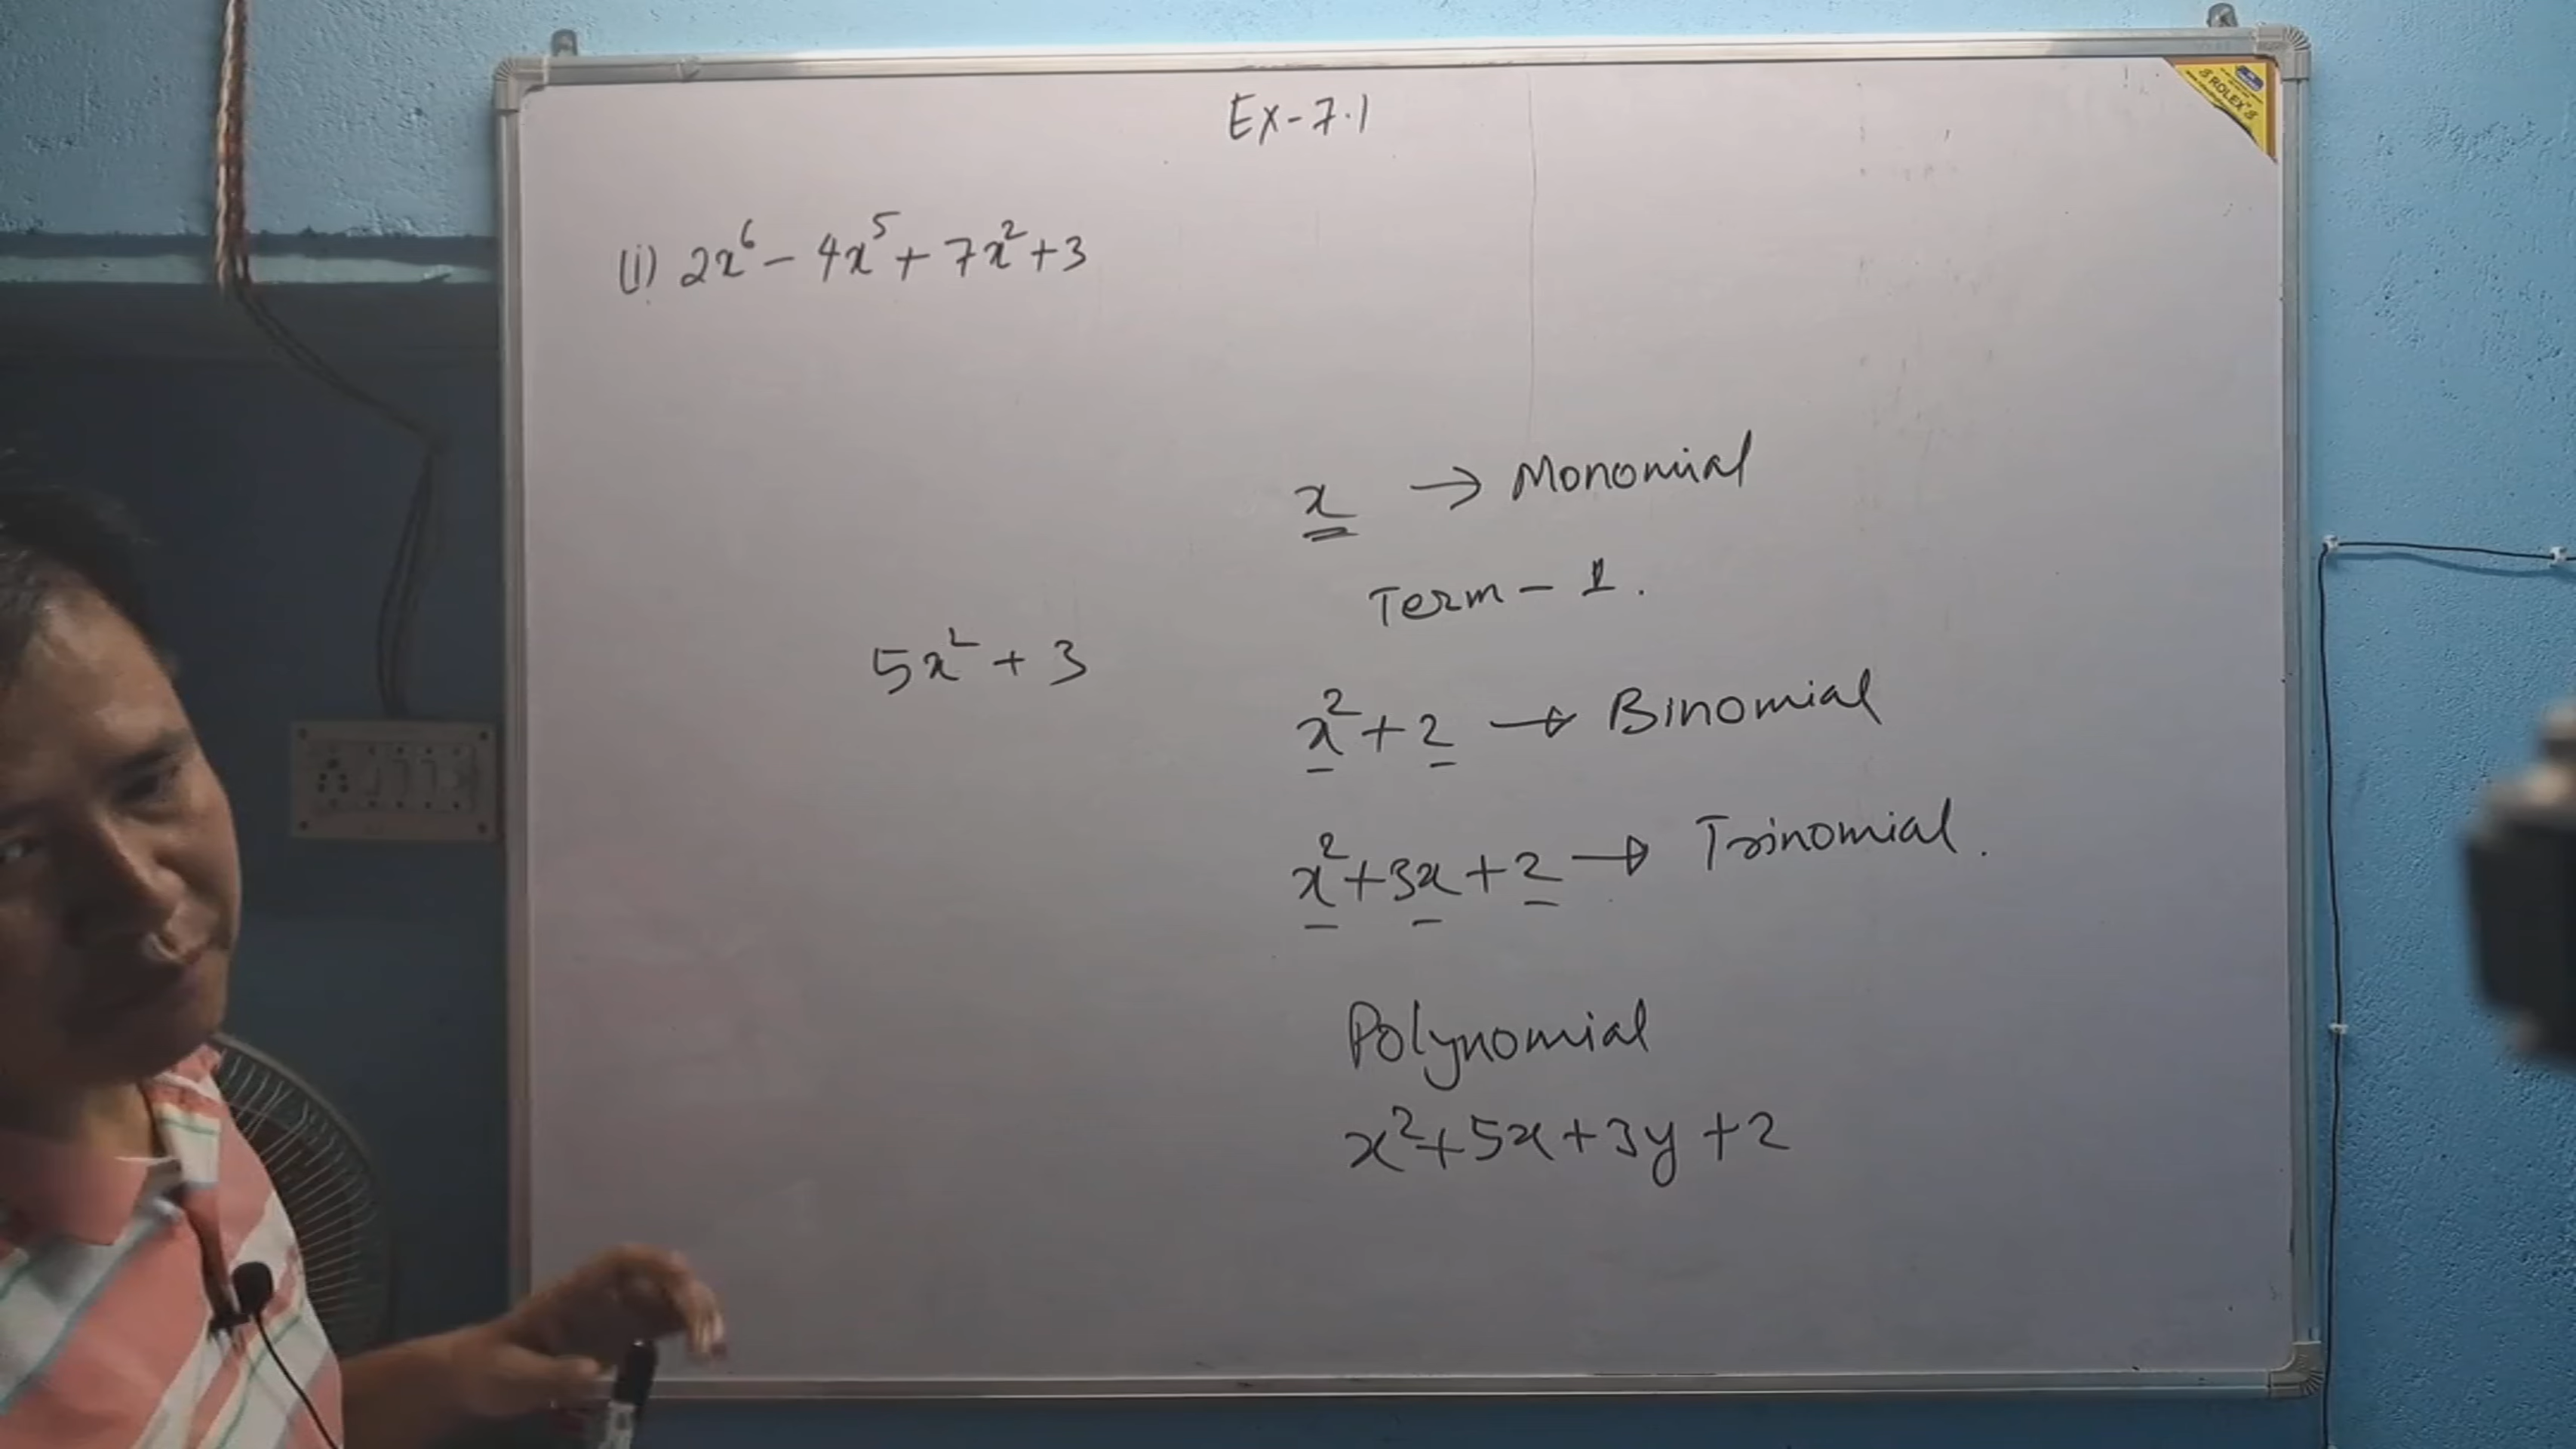 Ex-7.1
(i) 2x⁶ - 4x⁵ + 7x² + 3
x → Monomial
Term - 1.
5x² + 3
x² + 2 → Binomial
x² + 3x + 2 → Trinomial.
Polynomial
x² + 5x + 3y + 2
ROLEX